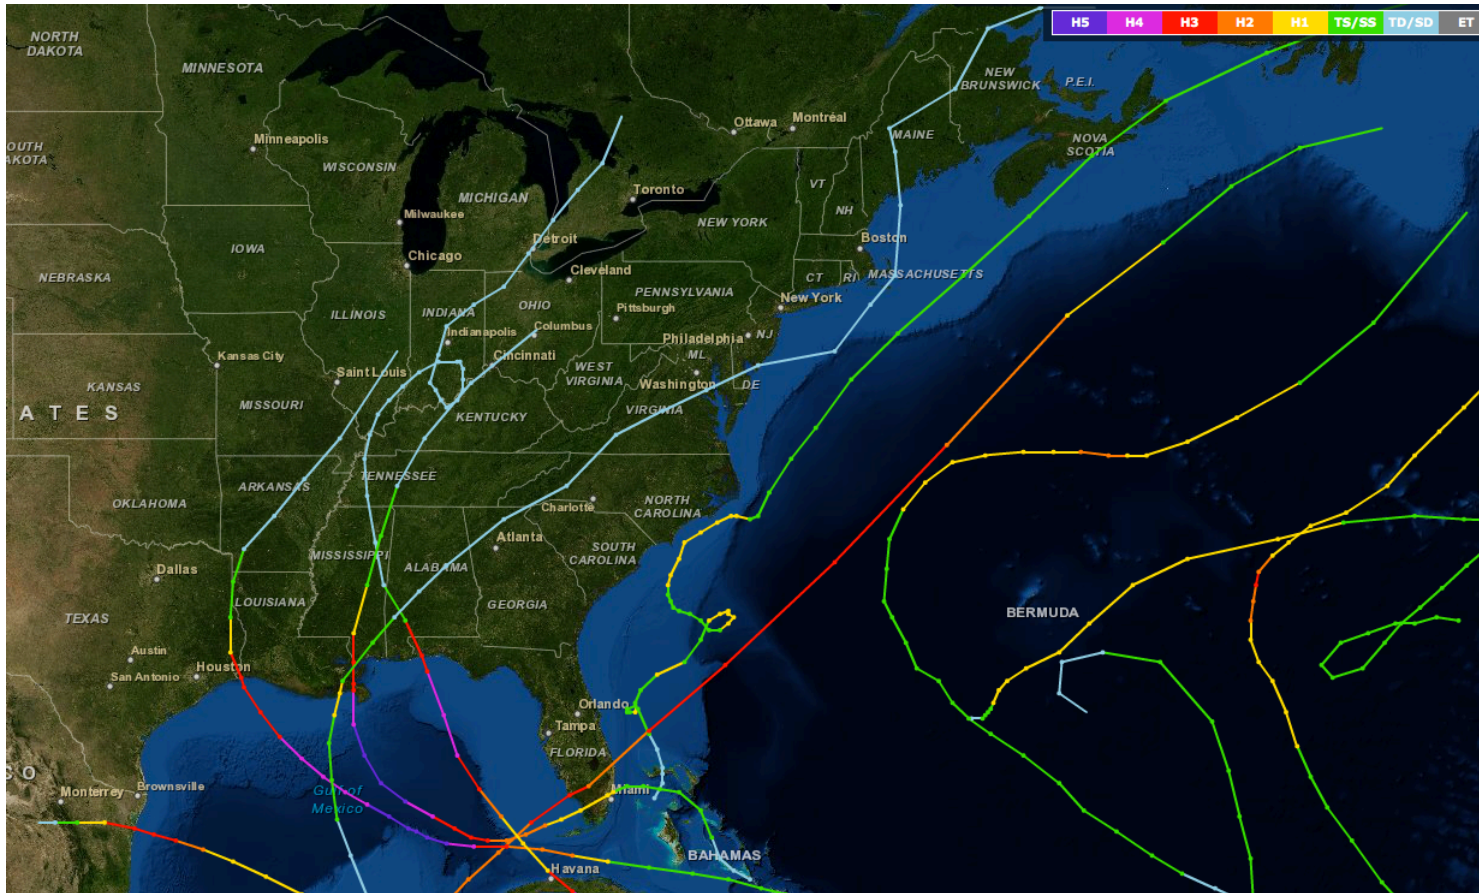 H5 H4 H3 H2 H1 TS/SS TD/SD ET
NORTH
DAKOTA
MINNESOTA
NEW
BRUNSWICK
P.E.I.
Ottawa
Montréal
Minneapolis
MAINE
NOVA
SCOTIA
OUTH
AKOTA
WISCONSIN
VT
MICHIGAN
Toronto
NH
Milwaukee
NEW YORK
Detroit
Boston
IOWA
Chicago
Cleveland
MASSACHUSETTS
CT
RI
NEBRASKA
PENNSYLVANIA
New York
OHIO
INDIANA
Pittsburgh
ILLINOIS
Indianapolis
Columbus
Philadelphia
NJ
Kansas City
Cincinnati
ML
Saint Louis
WEST
VIRGINIA
Washington
DE
KANSAS
MISSOURI
VIRGINIA
ATES
KENTUCKY
TENNESSEE
ARKANSAS
OKLAHOMA
Charlotte
NORTH
CAROLINA
Atlanta
SOUTH
CAROLINA
MISSISSIPPI
ALABAMA
Dallas
LOUISIANA
GEORGIA
BERMUDA
TEXAS
Austin
Houston
San Antonio
Orlando
Tampa
FLORIDA
CO
Monterrey
Brownsville
Gulf of
Mexico
Miami
BAHAMAS
Havana